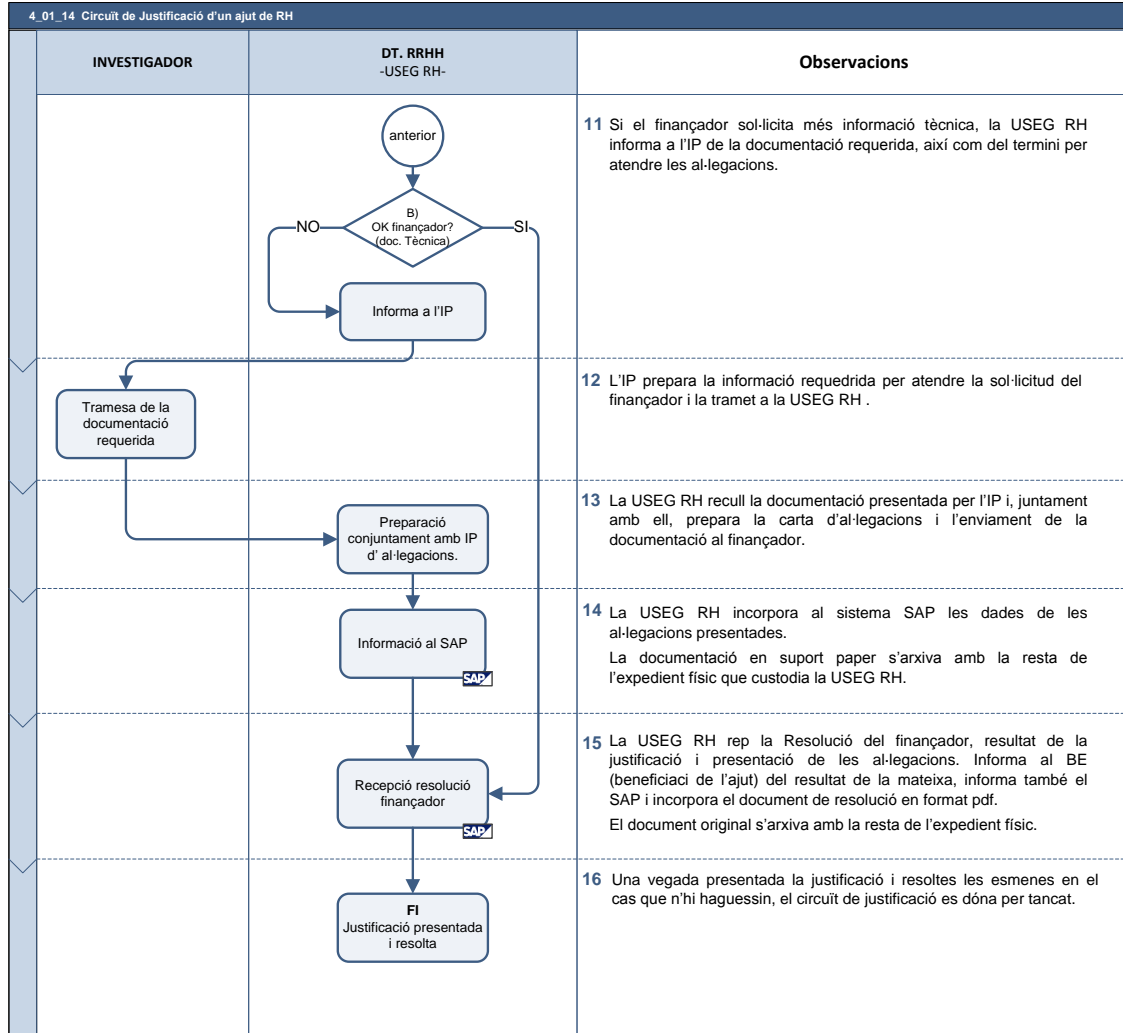 4_01_14 Circuït de Justificació d'un ajut de RH
INVESTIGADOR
DT. RRHH
-USEG RH-
Observacions
anterior
B)
OK finançador?
(doc. Tècnica)
NO
SI
Informa a l'IP
11 Si el finançador sol·licita més informació tècnica, la USEG RH
informa a l'IP de la documentació requerida, així com del termini per
atendre les al·legacions.
Tramesa de la
documentació
requerida
12 L'IP prepara la informació requedrida per atendre la sol·licitud del
finançador i la tramet a la USEG RH .
Preparació
conjuntament amb IP
d' al·legacions.
13 La USEG RH recull la documentació presentada per l'IP i, juntament
amb ell, prepara la carta d'al·legacions i l'enviament de la
documentació al finançador.
Informació al SAP
SAP
14 La USEG RH incorpora al sistema SAP les dades de les
al·legacions presentades.
La documentació en suport paper s'arxiva amb la resta de
l'expedient físic que custodia la USEG RH.
Recepció resolució
finançador
SAP
15 La USEG RH rep la Resolució del finançador, resultat de la
justificació i presentació de les al·legacions. Informa al BE
(beneficiaci de l'ajut) del resultat de la mateixa, informa també el
SAP i incorpora el document de resolució en format pdf.
El document original s'arxiva amb la resta de l'expedient físic.
FI
Justificació presentada
i resolta
16 Una vegada presentada la justificació i resoltes les esmenes en el
cas que n'hi haguessin, el circuït de justificació es dóna per tancat.